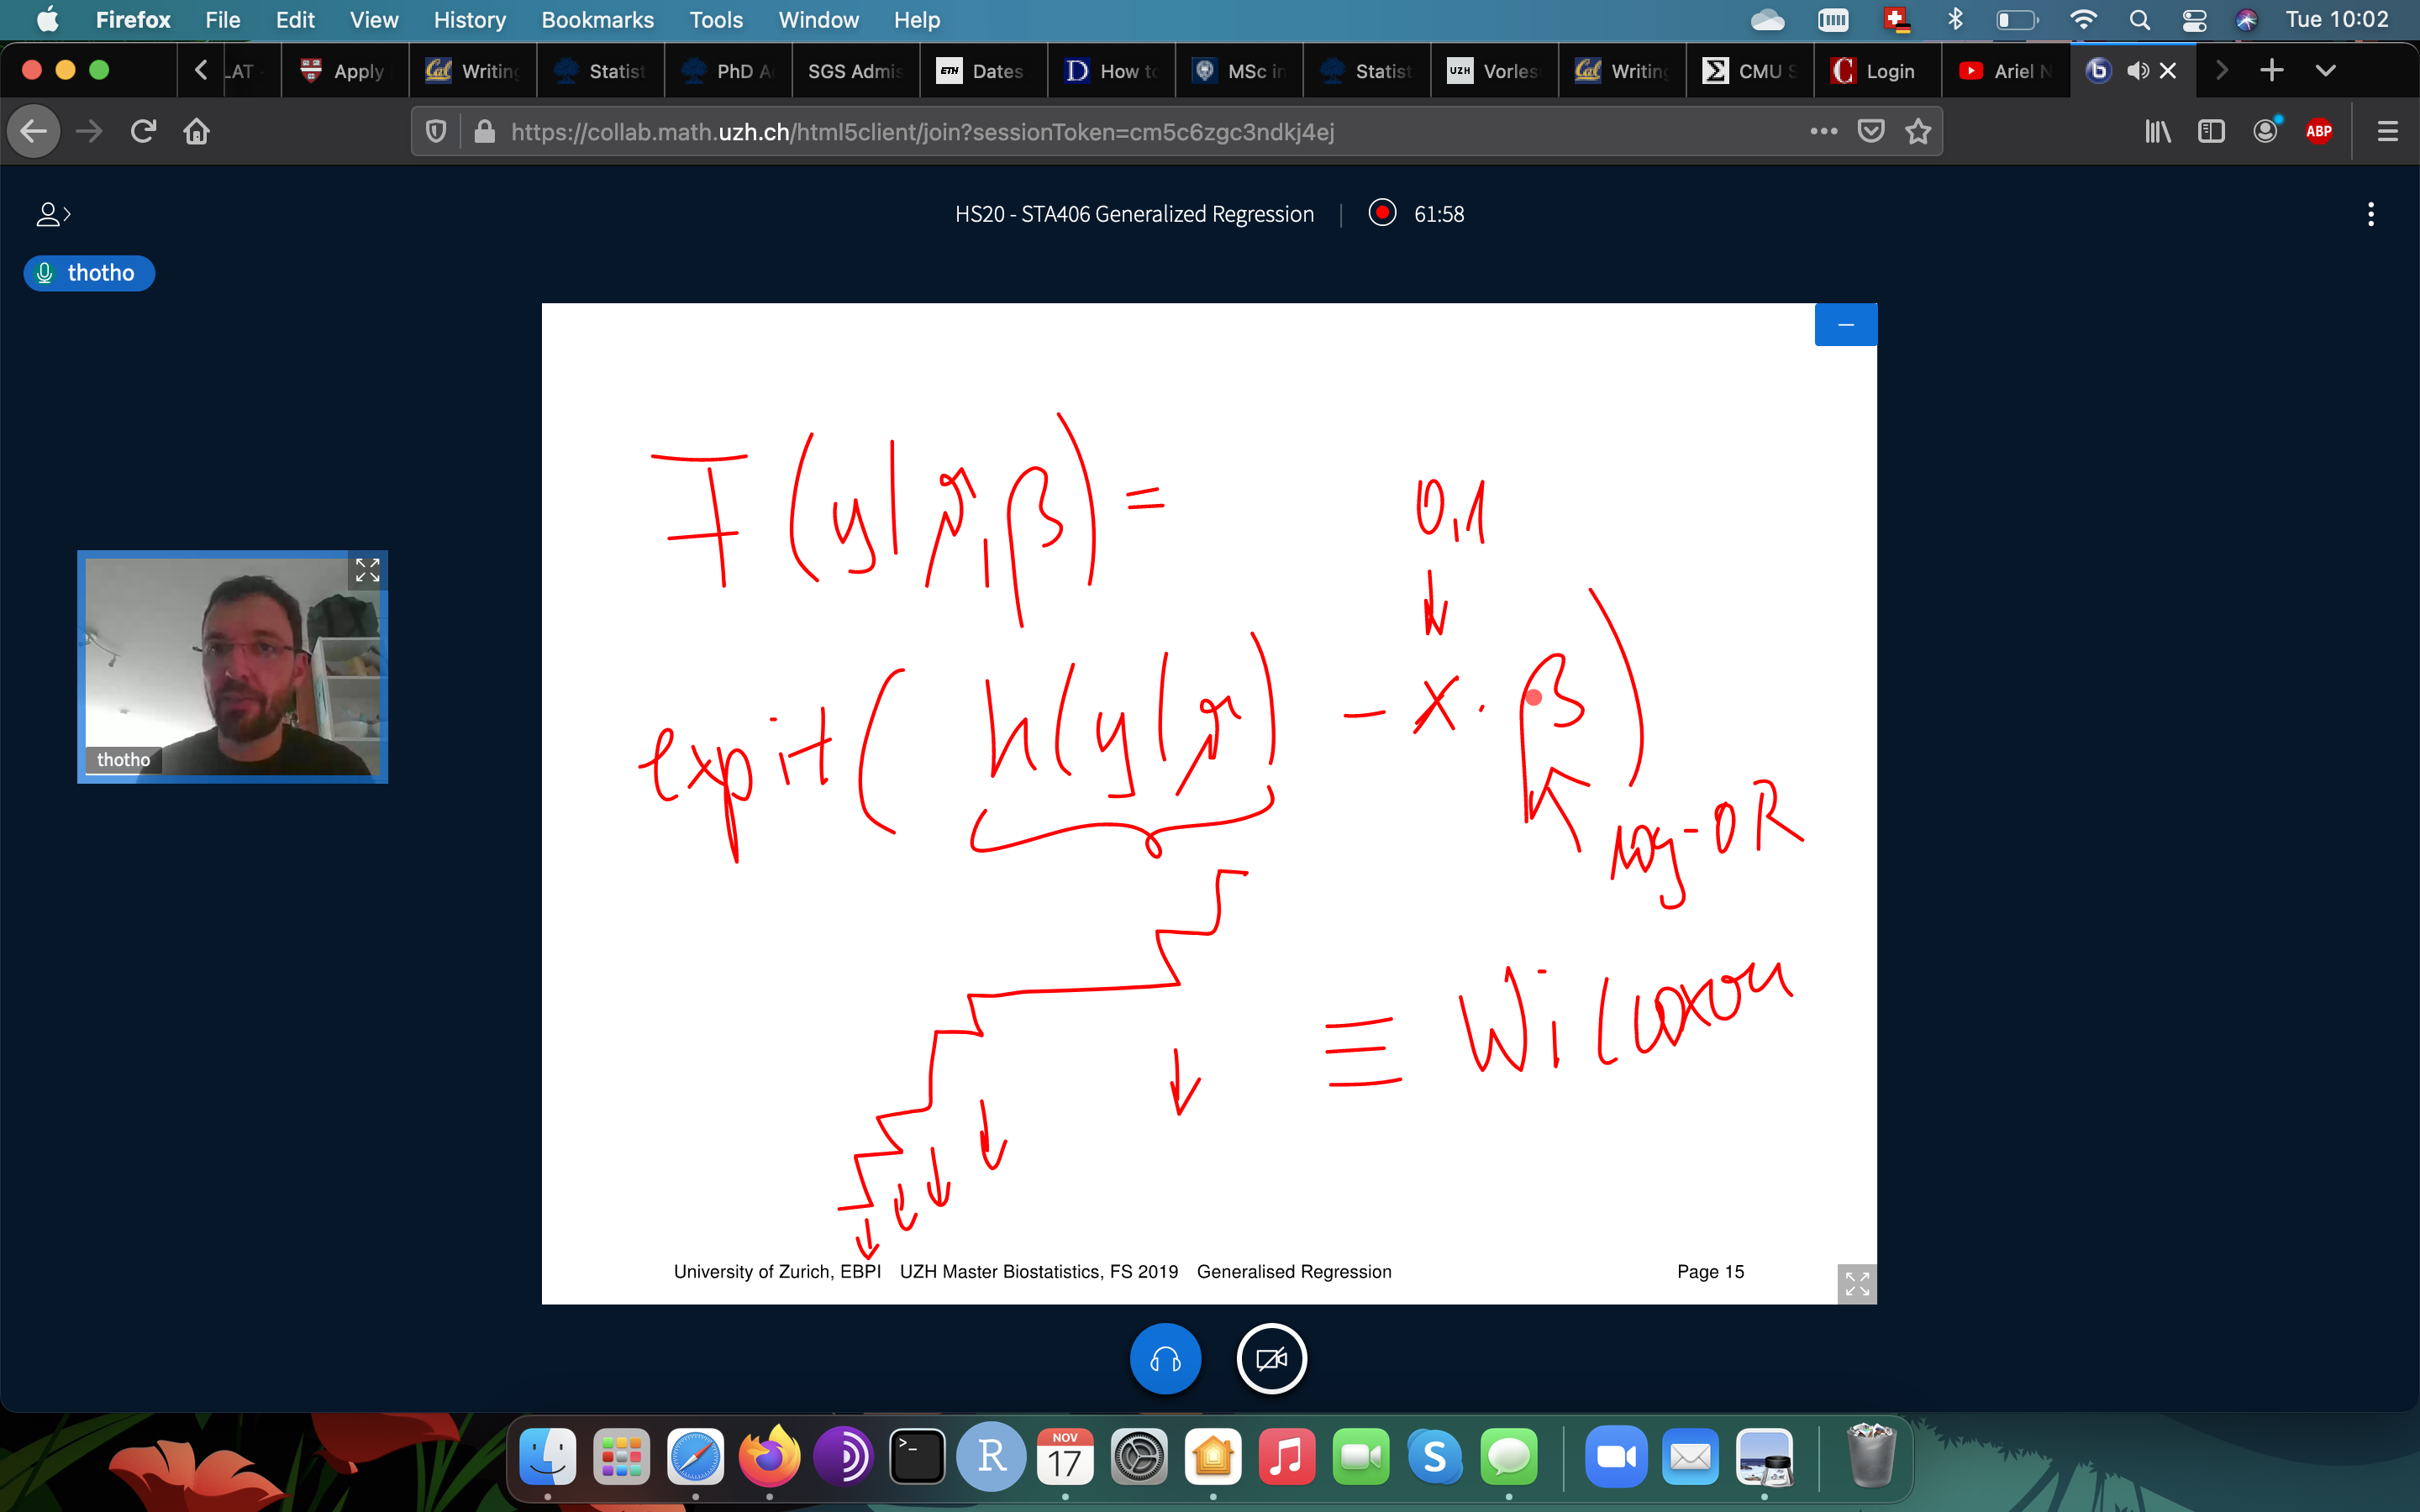 Firefox File Edit View History Bookmarks Tools Window Help Tue 10:02
LAT Apply Writing Statist PhD A SGS Admis ETH Dates How to MSc in Statist UZH Vorles Writing CMU S Login Ariel N
https://collab.math.uzh.ch/html5client/join?sessionToken=cm5c6zgc3ndkj4ej ABP
HS20 - STA406 Generalized Regression | 61:58
thotho
thotho
F(y|ϑ,β) =
0,1
expit(h(y|ϑ) - x·β)
log-OR
≡ Wilcoxon
University of Zurich, EBPI UZH Master Biostatistics, FS 2019 Generalised Regression Page 15
NOV
17